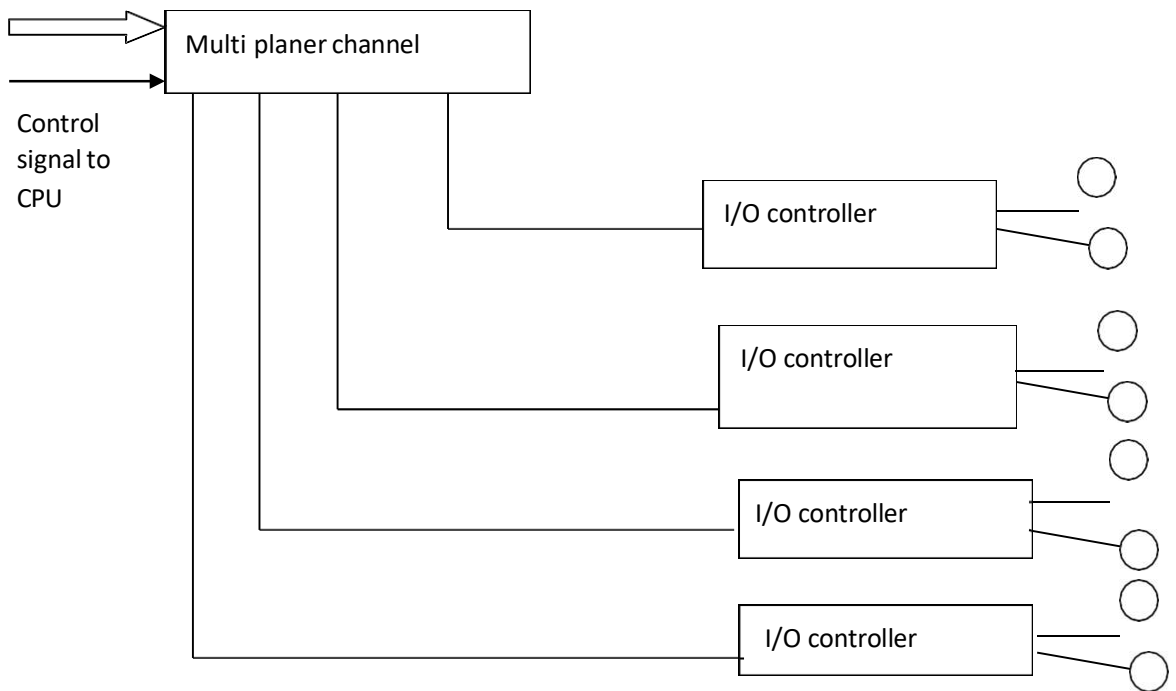 Multi planer channel
Control
signal to
CPU
I/O controller
I/O controller
I/O controller
I/O controller